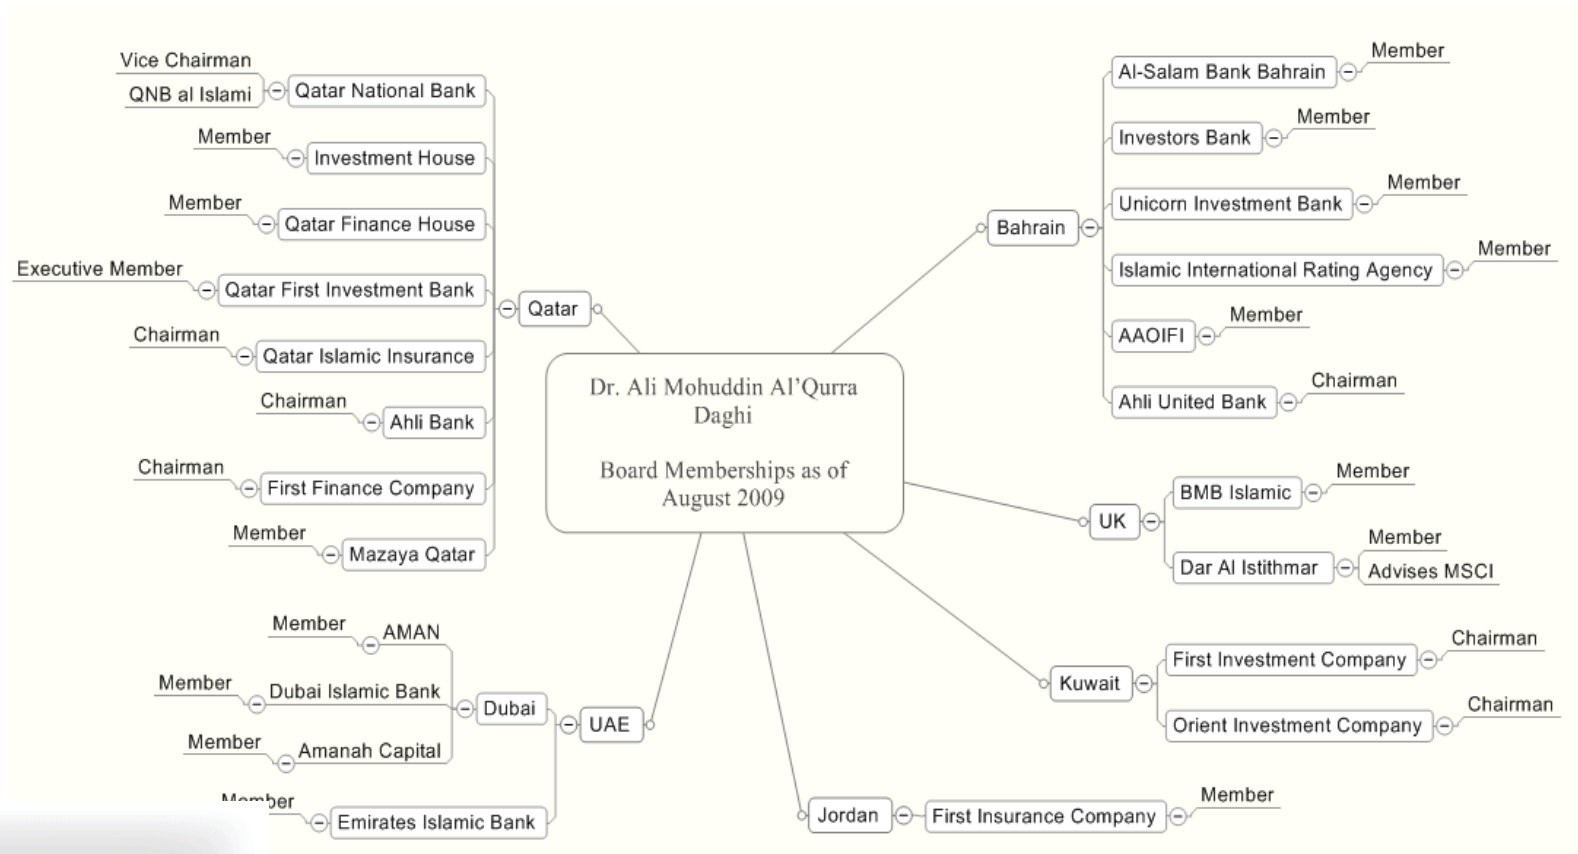 Dr. Ali Mohuddin Al’Qurra
Daghi
Board Memberships as of
August 2009
Qatar
Qatar National Bank
Vice Chairman
QNB al Islami
Investment House
Member
Qatar Finance House
Member
Qatar First Investment Bank
Executive Member
Qatar Islamic Insurance
Chairman
Ahli Bank
Chairman
First Finance Company
Chairman
Mazaya Qatar
Member
UAE
Dubai
AMAN
Member
Dubai Islamic Bank
Member
Amanah Capital
Member
Emirates Islamic Bank
Member
Bahrain
Al-Salam Bank Bahrain
Member
Investors Bank
Member
Unicorn Investment Bank
Member
Islamic International Rating Agency
Member
AAOIFI
Member
Ahli United Bank
Chairman
UK
BMB Islamic
Member
Dar Al Istithmar
Member
Advises MSCI
Kuwait
First Investment Company
Chairman
Orient Investment Company
Chairman
Jordan
First Insurance Company
Member